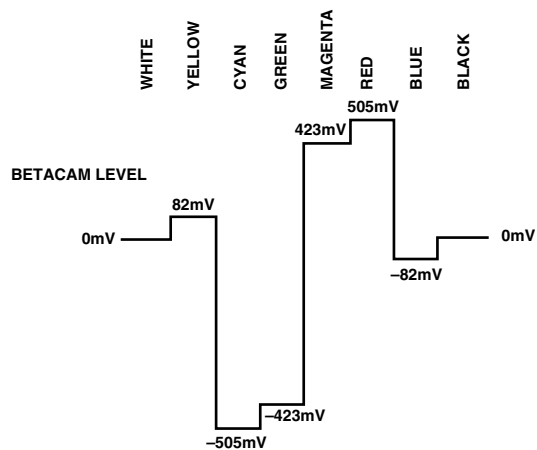 WHITE
YELLOW
CYAN
GREEN
MAGENTA
RED
BLUE
BLACK
505mV
423mV
BETACAM LEVEL
82mV
0mV
0mV
–82mV
–423mV
–505mV